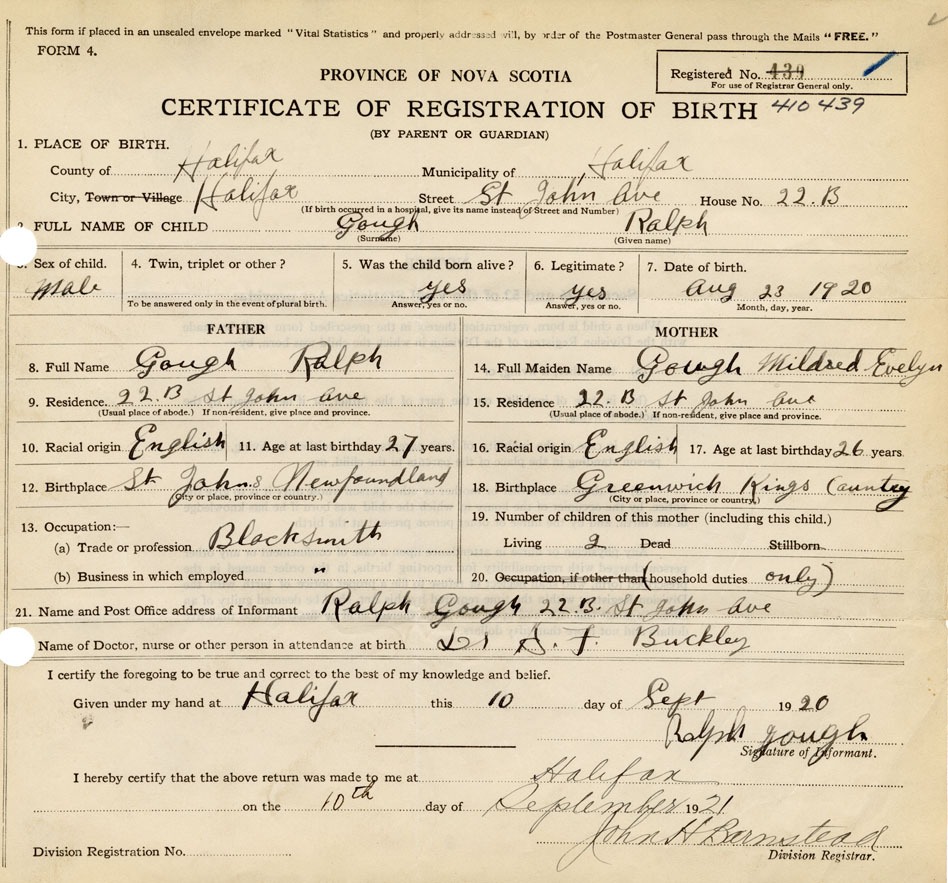 This form if placed in an unsealed envelope marked "Vital Statistics" and properly addressed will, by order of the Postmaster General pass through the Mails "FREE."
FORM 4.
PROVINCE OF NOVA SCOTIA
Registered No. 439
For use of Registrar General only.
CERTIFICATE OF REGISTRATION OF BIRTH 410 439
(BY PARENT OR GUARDIAN)
1. PLACE OF BIRTH.
County of Halifax Municipality of Halifax
City, Town or Village Halifax Street St John Ave House No. 22.B
(If birth occurred in a hospital, give its name instead of Street and Number)
FULL NAME OF CHILD Gough Ralph
(Surname) (Given name)
3. Sex of child. 4. Twin, triplet or other? 5. Was the child born alive? 6. Legitimate? 7. Date of birth.
Male yes yes Aug 23 1920
To be answered only in the event of plural birth. Answer, yes or no. Answer, yes or no. Month, day, year.
FATHER MOTHER
8. Full Name Gough Ralph 14. Full Maiden Name Gough Mildred Evelyn
9. Residence. 22.B St John Ave 15. Residence 22.B St John Ave
(Usual place of abode.) If non-resident, give place and province. (Usual place of abode.) If non-resident, give place and province.
10. Racial origin English 11. Age at last birthday 27 years. 16. Racial origin English 17. Age at last birthday 26 years
12. Birthplace St Johns Newfoundland 18. Birthplace Greenwich Kings Country
(City or place, province or country.) (City or place, province or country.)
13. Occupation:— 19. Number of children of this mother (including this child.)
(a) Trade or profession Blacksmith Living 2 Dead Stillborn
(b) Business in which employed " 20. Occupation, if other than (household duties only)
21. Name and Post Office address of Informant Ralph Gough 22.B. St John Ave
Name of Doctor, nurse or other person in attendance at birth Dr Buckley
I certify the foregoing to be true and correct to the best of my knowledge and belief.
Given under my hand at Halifax this 10 day of Sept 1920
Ralph Gough
Signature of Informant.
I hereby certify that the above return was made to me at Halifax
on the 10th day of September 1921
John H Barnstead
Division Registrar.
Division Registration No.